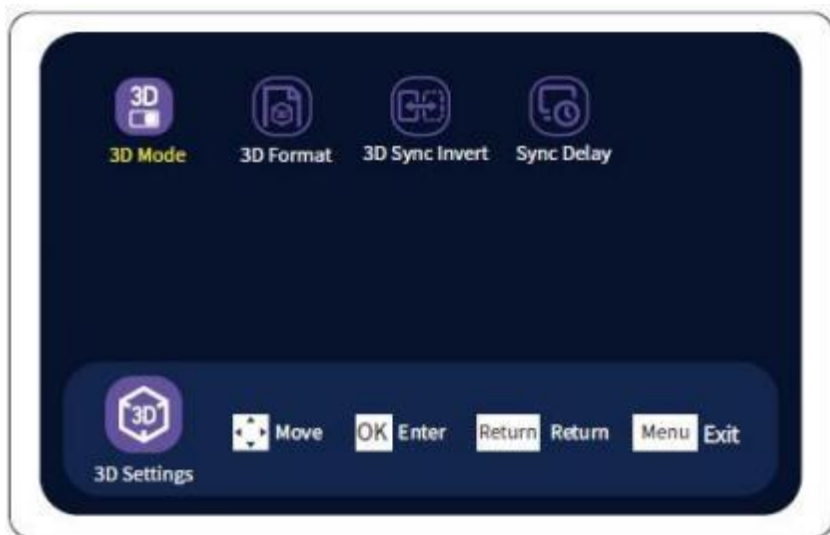 3D
3D Mode 3D Format 3D Sync Invert Sync Delay
3D
Move OK Enter Return Return Menu Exit
3D Settings